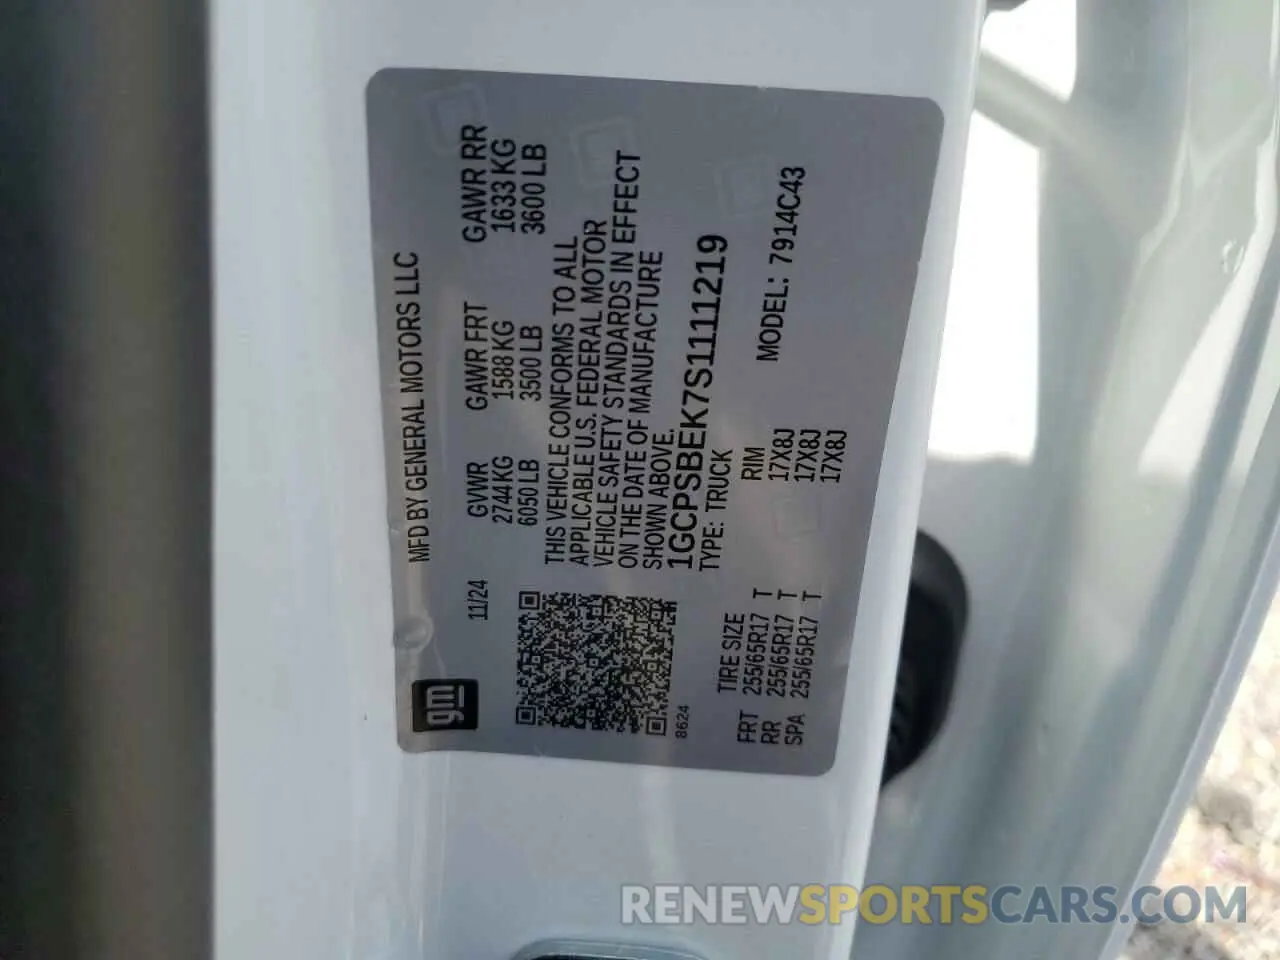 gm
11/24
MFD BY GENERAL MOTORS LLC
GVWR GAWR FRT GAWR RR
2744 KG 1588 KG 1633 KG
6050 LB 3500 LB 3600 LB
THIS VEHICLE CONFORMS TO ALL
APPLICABLE U.S. FEDERAL MOTOR
VEHICLE SAFETY STANDARDS IN EFFECT
ON THE DATE OF MANUFACTURE
SHOWN ABOVE.
1GCPSBEK7S1111219
8624
TYPE: TRUCK
TIRE SIZE RIM MODEL: 7914C43
FRT 255/65R17 T 17X8J
RR 255/65R17 T 17X8J
SPA 255/65R17 T 17X8J
RENEWSPORTSCARS.COM